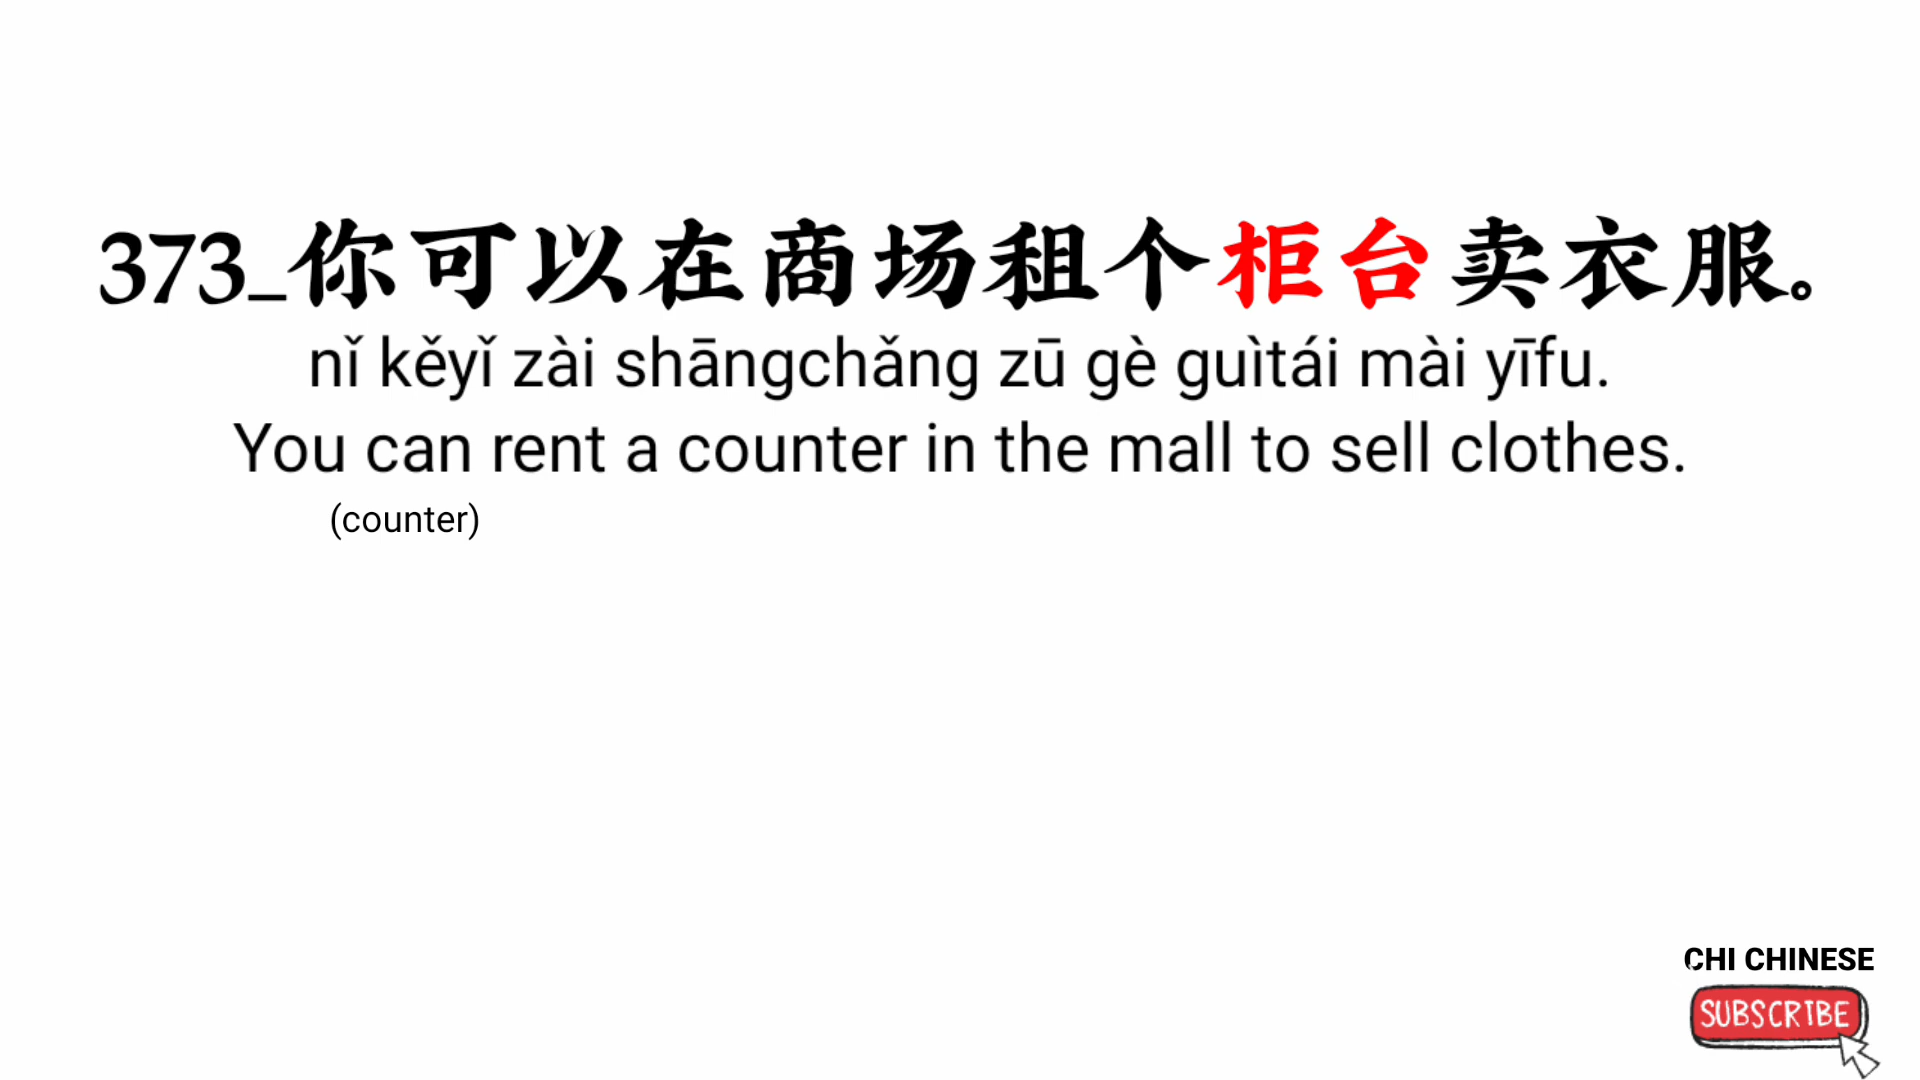 373_你可以在商场租个柜台卖衣服。
nǐ kěyǐ zài shāngchǎng zū gè guìtái mài yīfu.
You can rent a counter in the mall to sell clothes.
(counter)
CHI CHINESE
SUBSCRIBE